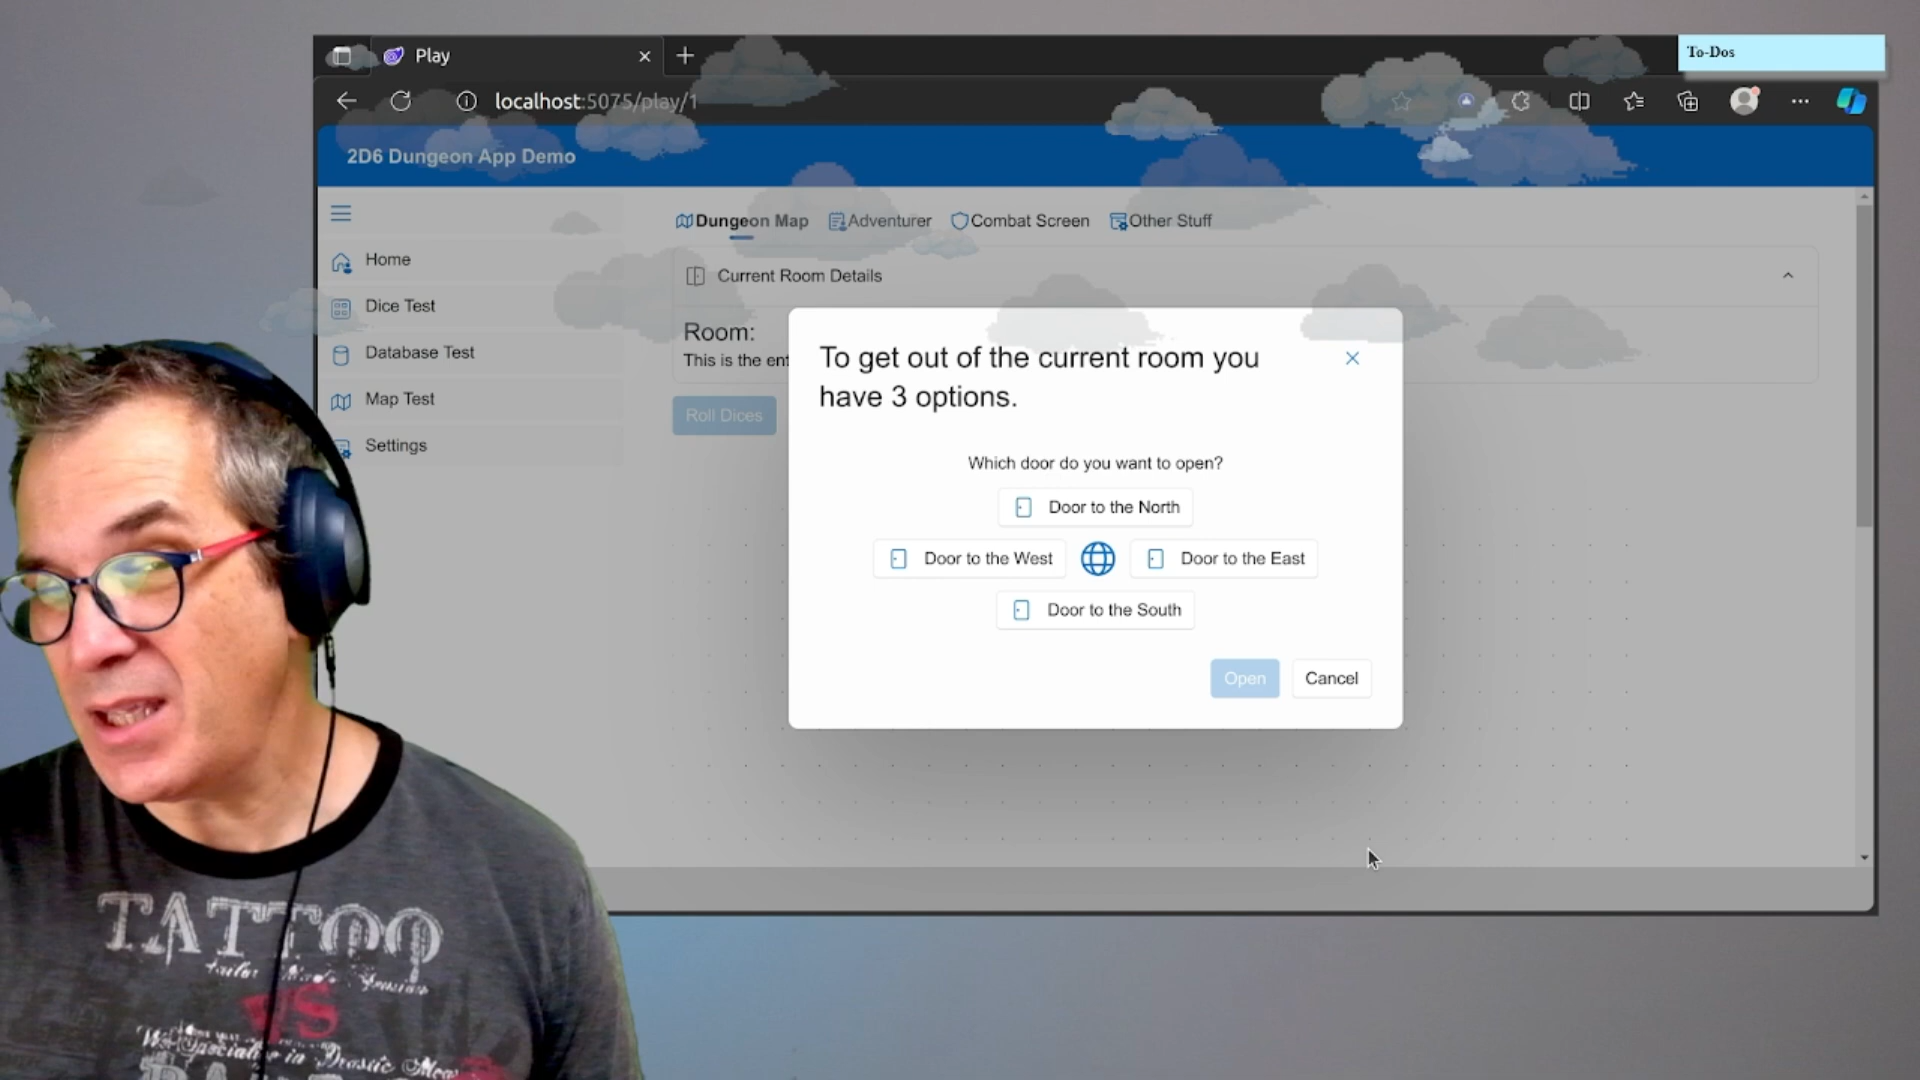 Play
To-Dos
localhost:5075/play/1
2D6 Dungeon App Demo
Dungeon Map
Adventurer
Combat Screen
Other Stuff
Home
Dice Test
Database Test
Map Test
Settings
Current Room Details
Room:
This is the ent
Roll Dices
To get out of the current room you
have 3 options.
Which door do you want to open?
Door to the North
Door to the West
Door to the East
Door to the South
Open
Cancel
TATTOO
VS